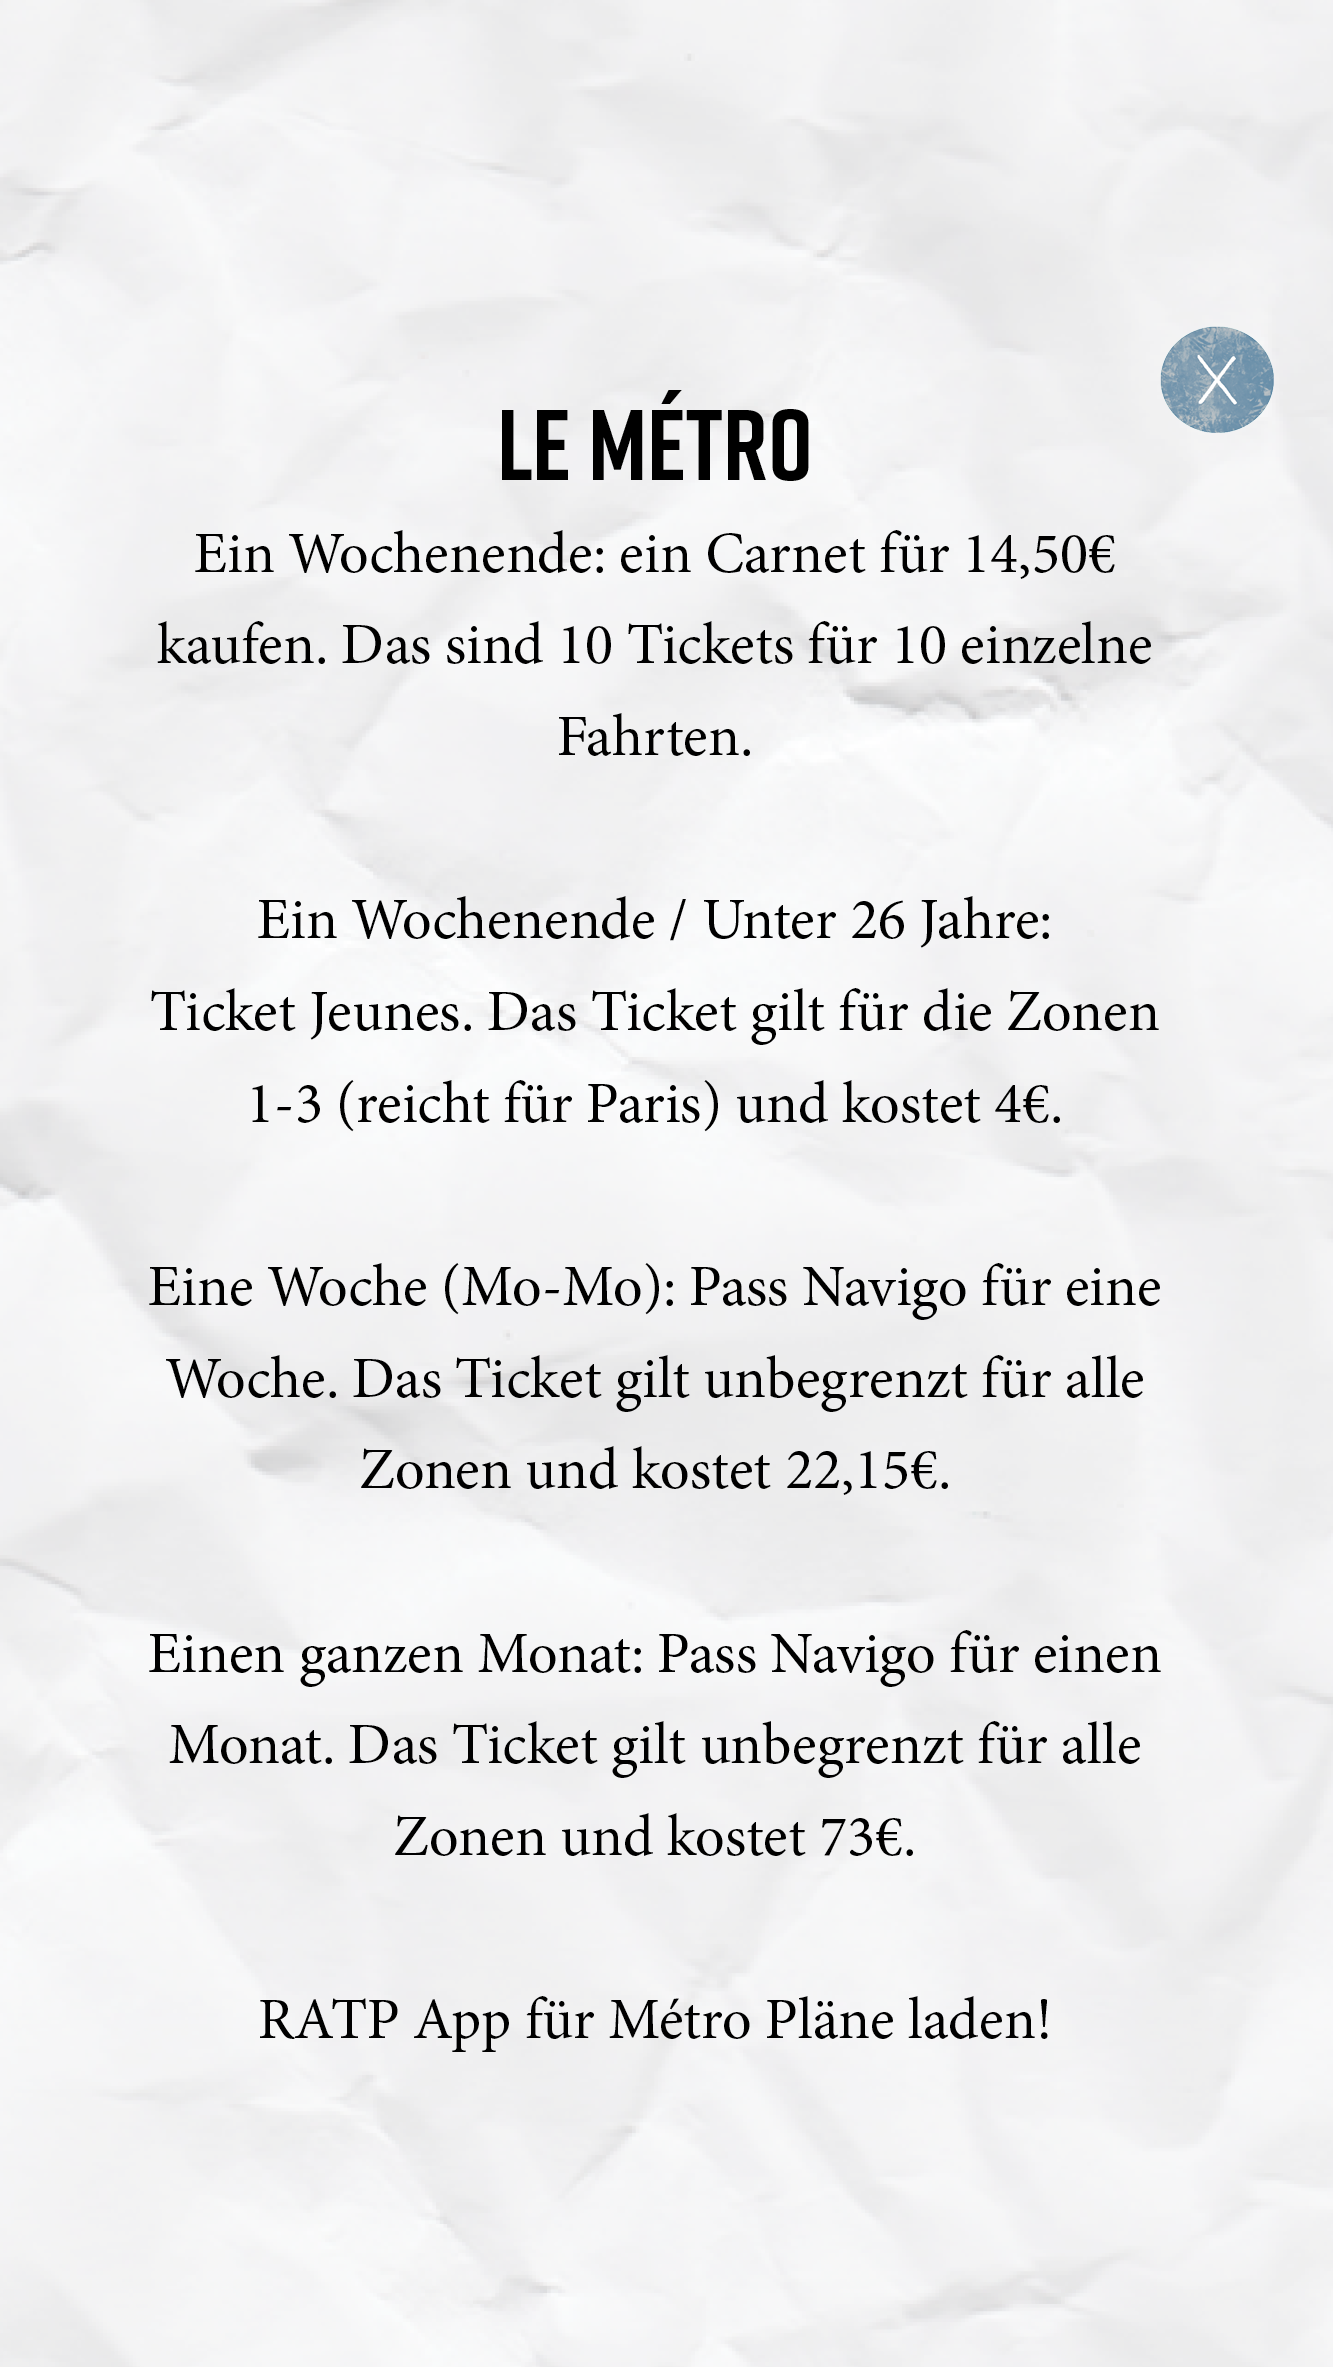 X
LE MÉTRO
Ein Wochenende: ein Carnet für 14,50€
kaufen. Das sind 10 Tickets für 10 einzelne
Fahrten.
Ein Wochenende / Unter 26 Jahre:
Ticket Jeunes. Das Ticket gilt für die Zonen
1-3 (reicht für Paris) und kostet 4€.
Eine Woche (Mo-Mo): Pass Navigo für eine
Woche. Das Ticket gilt unbegrenzt für alle
Zonen und kostet 22,15€.
Einen ganzen Monat: Pass Navigo für einen
Monat. Das Ticket gilt unbegrenzt für alle
Zonen und kostet 73€.
RATP App für Métro Pläne laden!